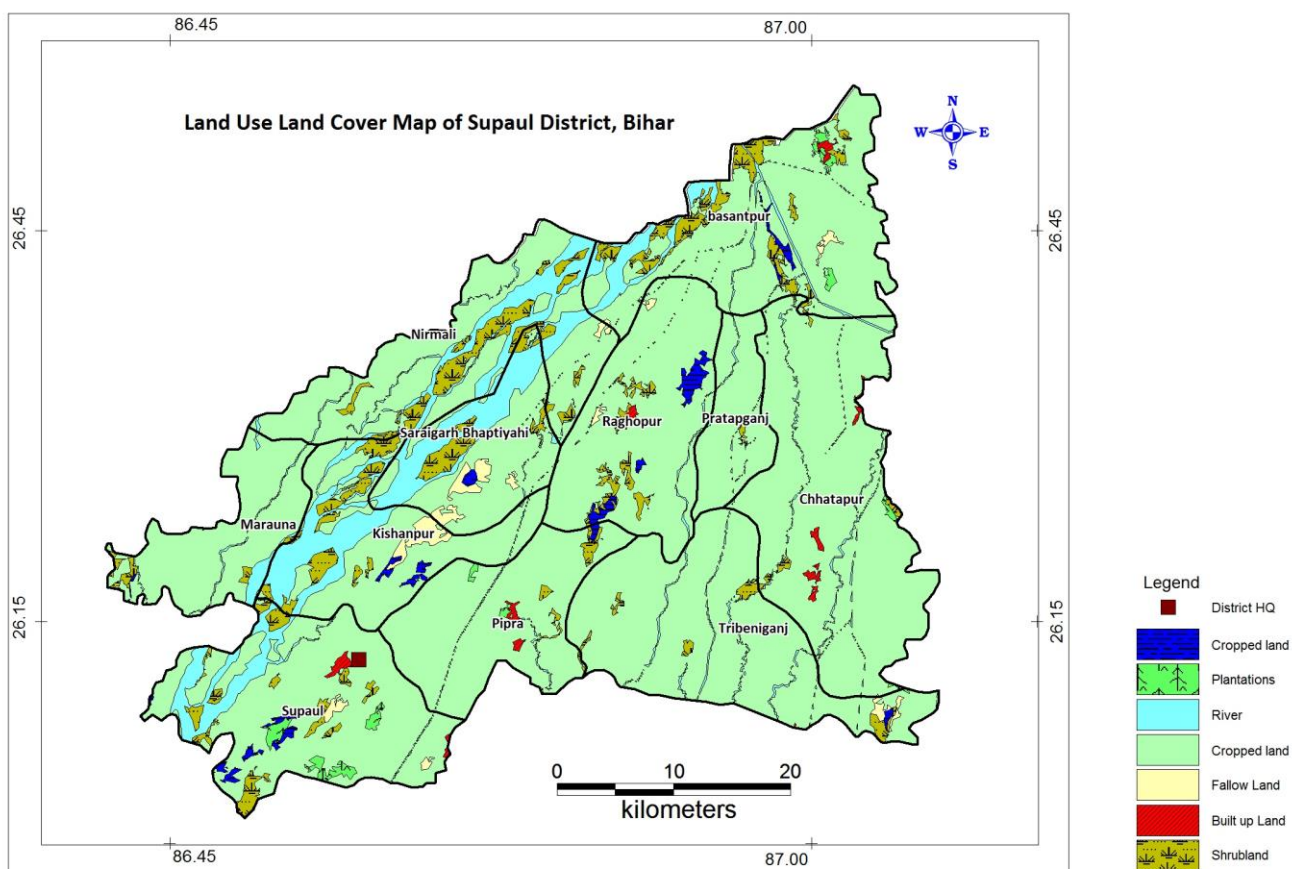 86.45
87.00
Land Use Land Cover Map of Supaul District, Bihar
N
W
E
S
26.45
26.45
basantpur
Nirmali
Saraigarh Bhaptiyahi
Raghopur
Pratapganj
Marauna
Kishanpur
Chhatapur
26.15
26.15
Pipra
Tribeniganj
Supaul
0 10 20
kilometers
86.45
87.00
Legend
District HQ
Cropped land
Plantations
River
Cropped land
Fallow Land
Built up Land
Shrubland